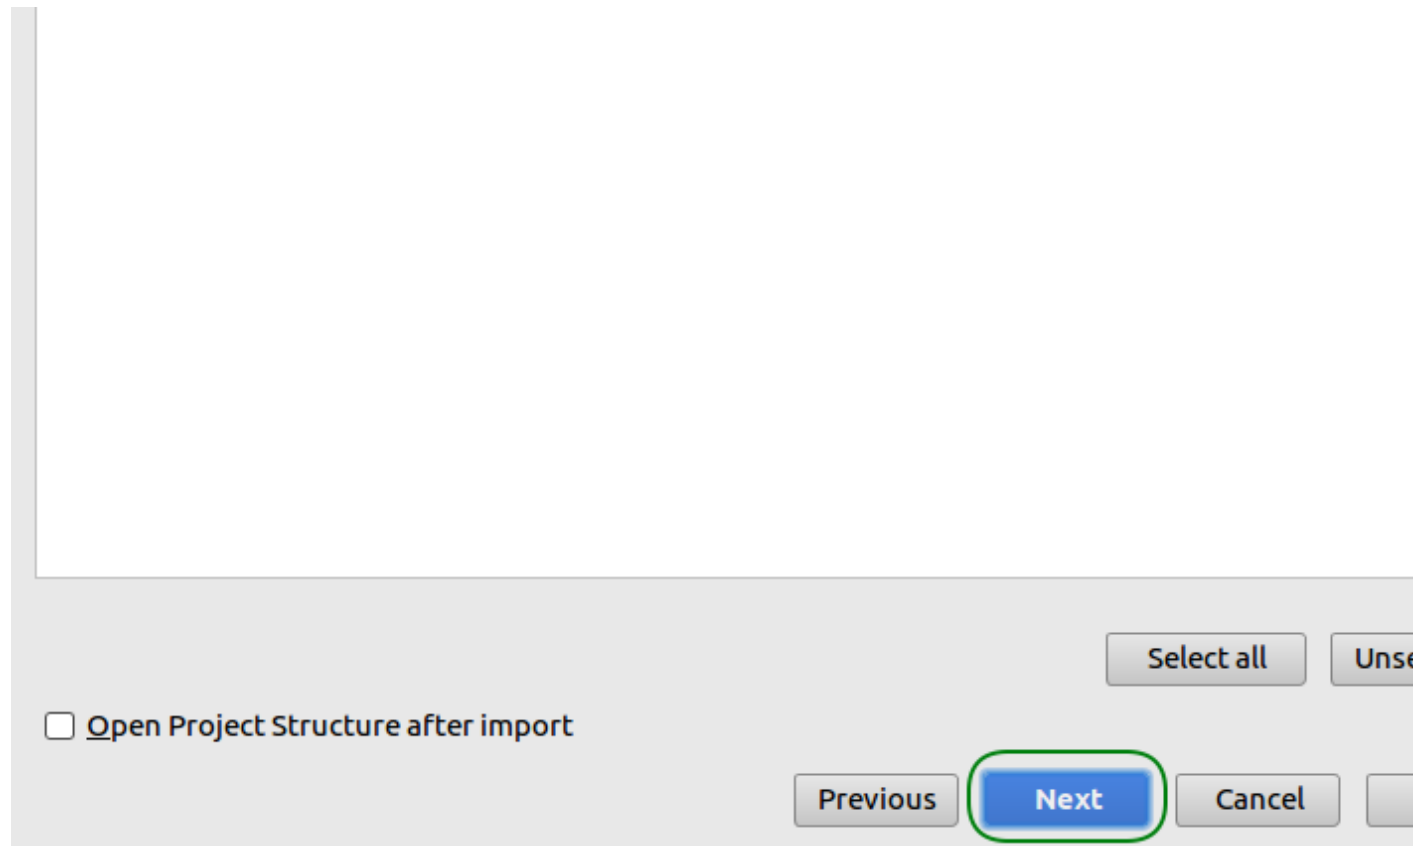 Select all
Open Project Structure after import
Previous
Next
Cancel